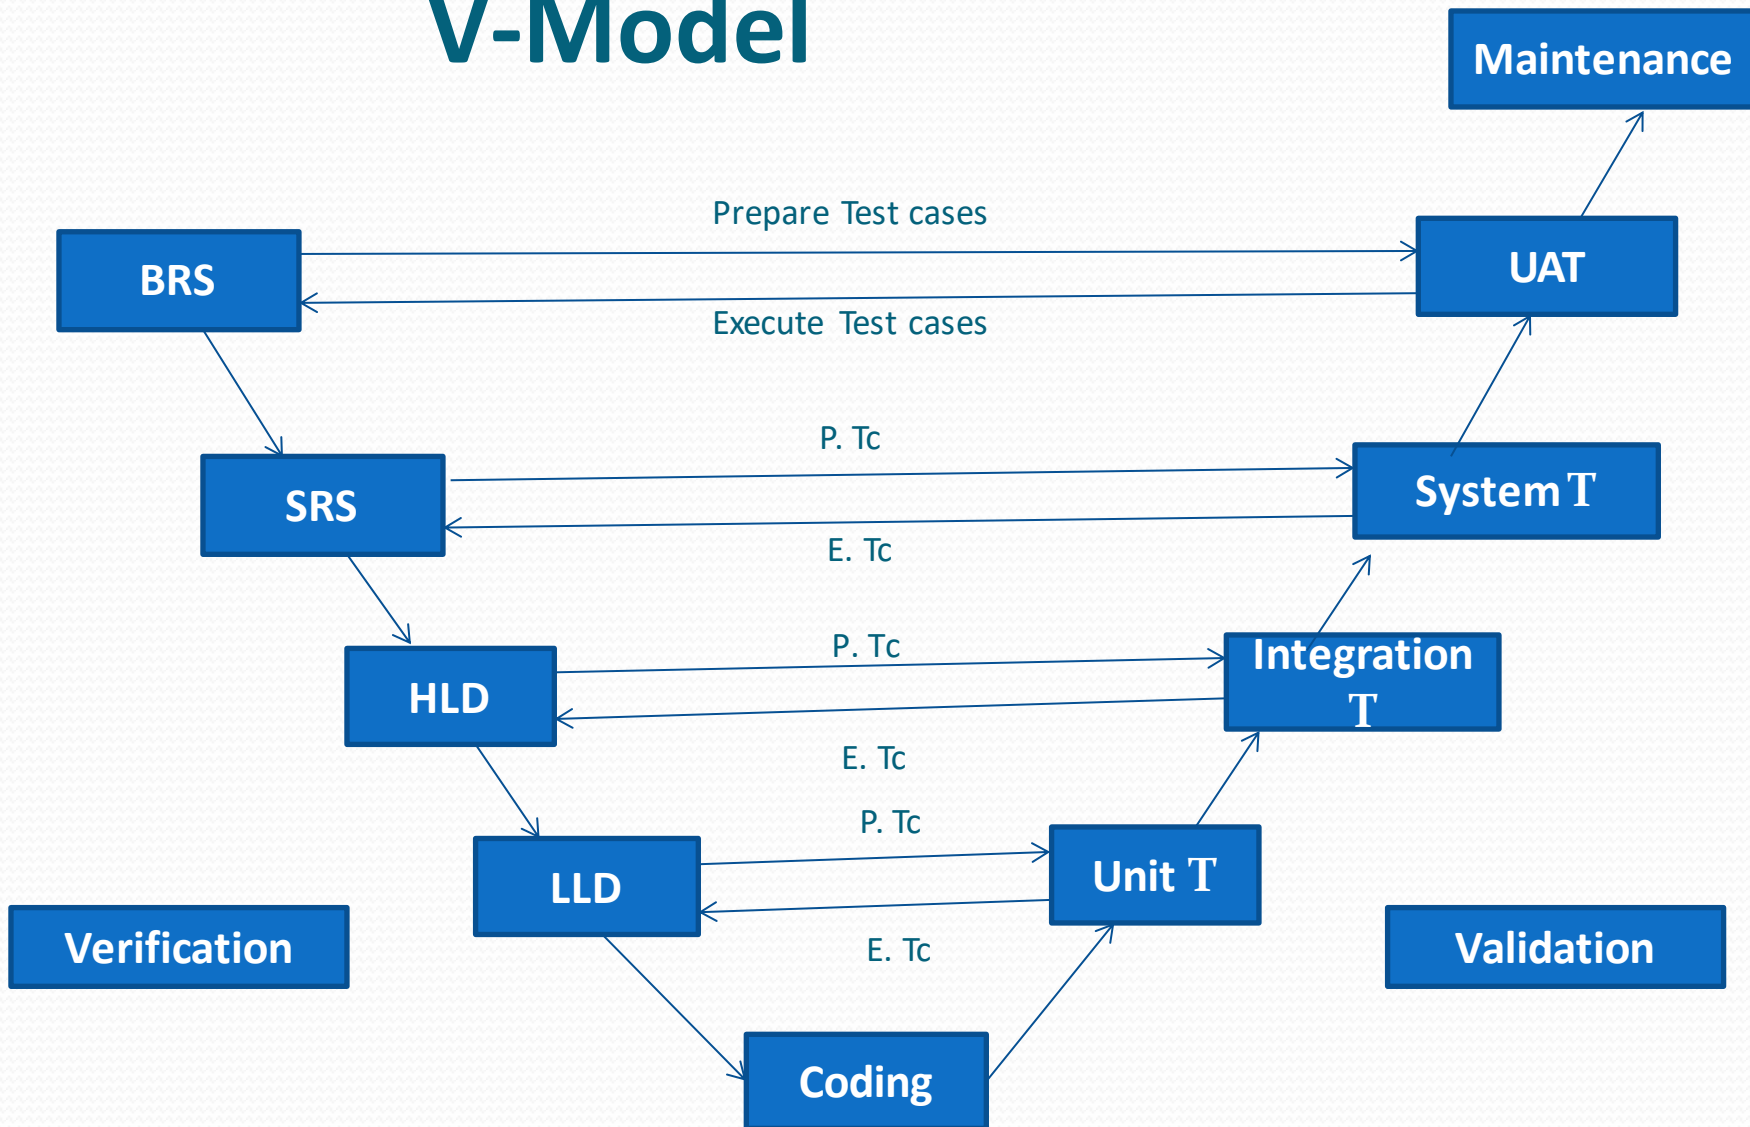 V-Model
Maintenance
Prepare Test cases
BRS
UAT
Execute Test cases
P. Tc
SRS
System T
E. Tc
P. Tc
HLD
Integration
T
E. Tc
P. Tc
LLD
Unit T
E. Tc
Verification
Validation
Coding